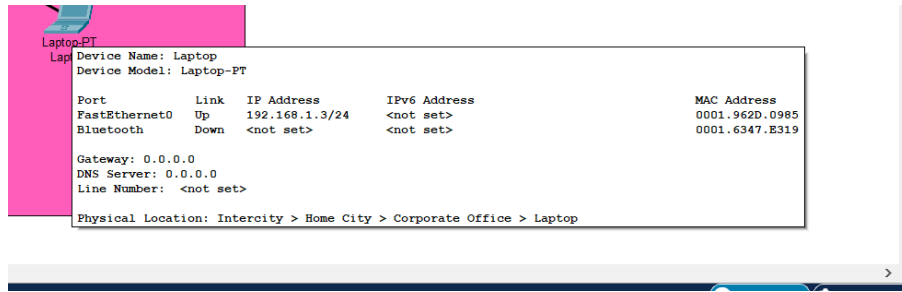 Laptop-PT
Lap
Device Name: Laptop
Device Model: Laptop-PT
Port Link IP Address IPv6 Address MAC Address
FastEthernet0 Up 192.168.1.3/24 <not set> 0001.962D.0985
Bluetooth Down <not set> <not set> 0001.6347.E319
Gateway: 0.0.0.0
DNS Server: 0.0.0.0
Line Number: <not set>
Physical Location: Intercity > Home City > Corporate Office > Laptop